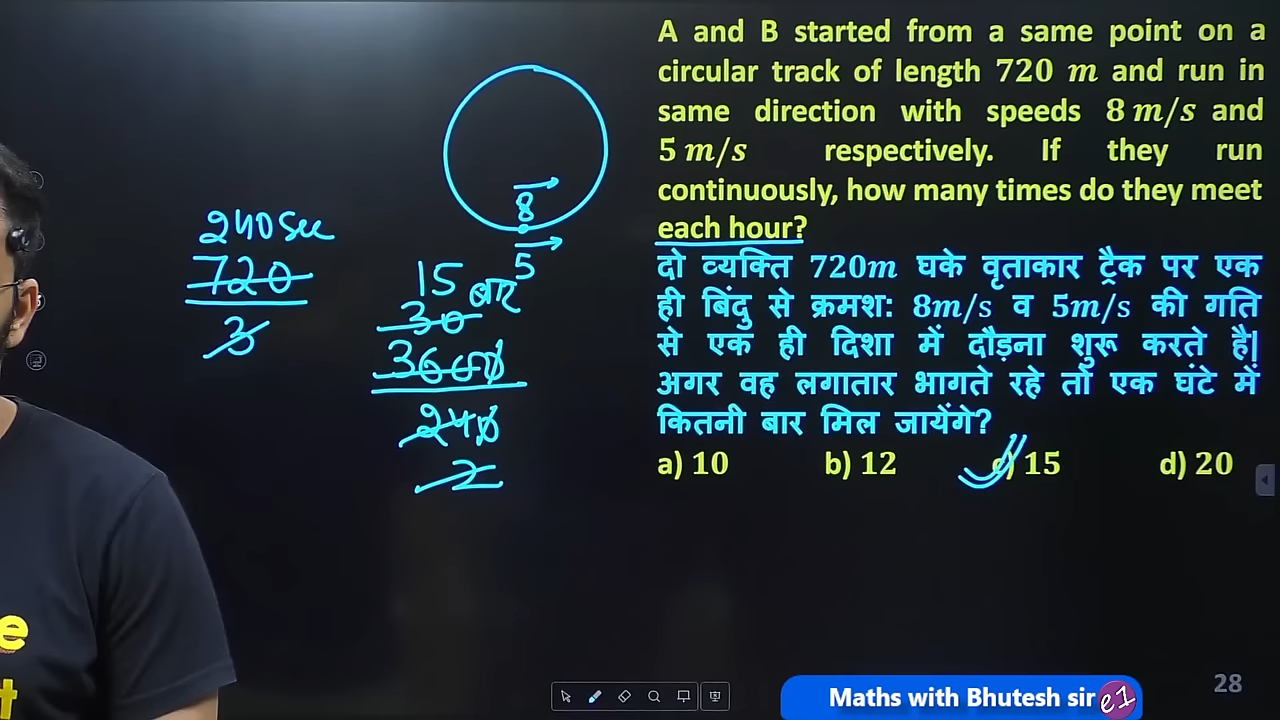 A and B started from a same point on a
circular track of length 720 m and run in
same direction with speeds 8 m/s and
5 m/s respectively. If they run
continuously, how many times do they meet
each hour?
दो व्यक्ति 720m घके वृताकार ट्रैक पर एक
ही बिंदु से क्रमश: 8m/s व 5m/s की गति
से एक ही दिशा में दौड़ना शुरू करते है|
अगर वह लगातार भागते रहे तो एक घंटे में
कितनी बार मिल जायेंगे?
a) 10 b) 12 c) 15 d) 20
8
5
240 sec
720
3
15 बार
30
3600
240
2
e
t
28
Maths with Bhutesh sir e1